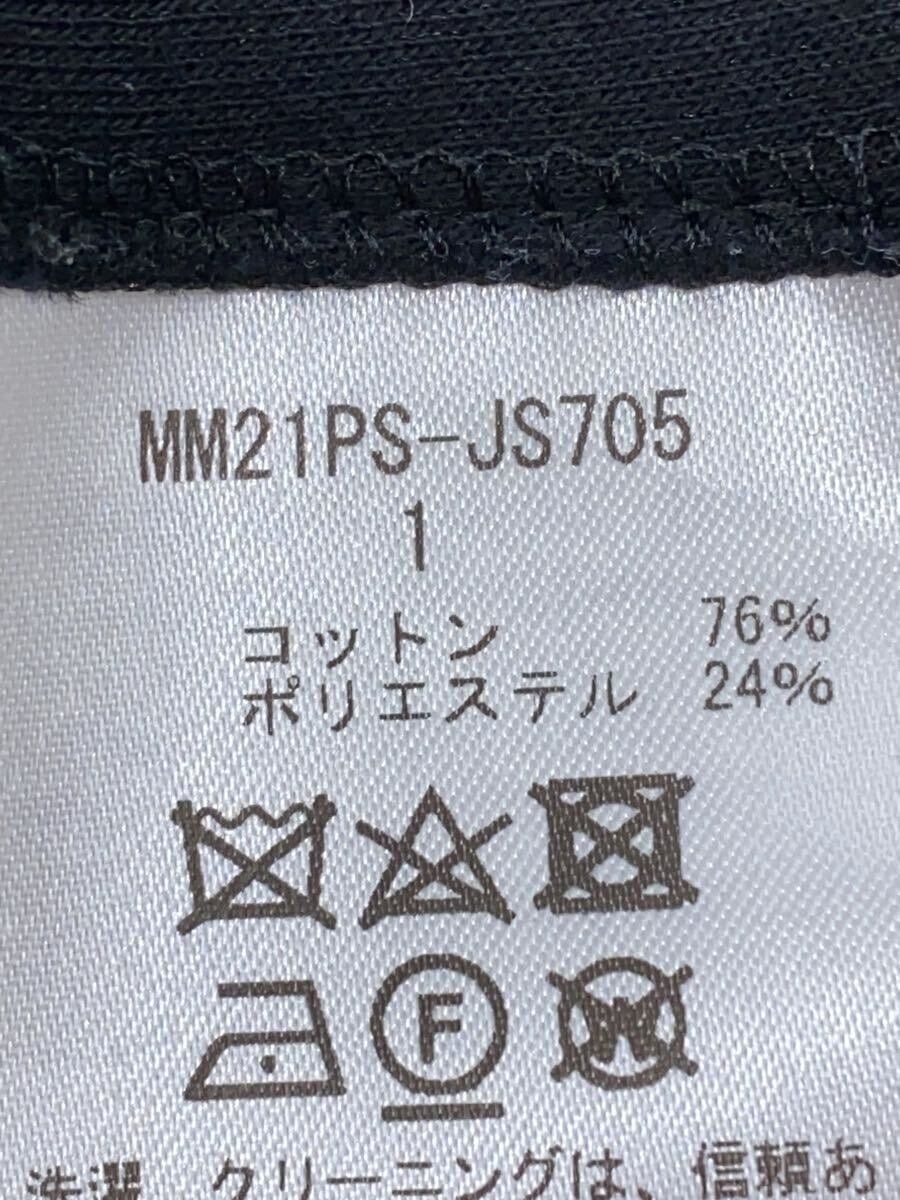 MM21PS-JS705
1
コットン 76%
ポリエステル 24%
F
W
洗濯、クリーニングは、信頼あ